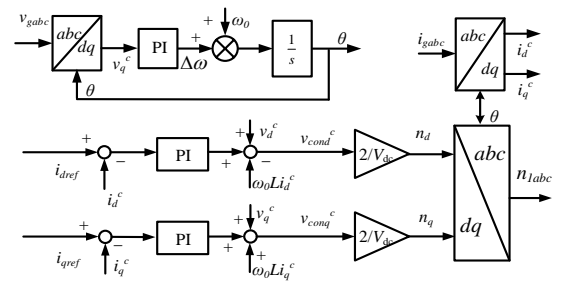 v_gabc
abc
dq
v_q^c
PI
+
Δω
+
ω_0
1/s
θ
θ
i_gabc
abc
dq
i_d^c
i_q^c
θ
+
i_dref
−
i_d^c
PI
+
+
v_d^c
−
ω_0Li_d^c
v_cond^c
2/V_dc
n_d
abc
dq
n_1abc
+
i_qref
−
i_q^c
PI
+
+
v_q^c
+
ω_0Li_q^c
v_conq^c
2/V_dc
n_q